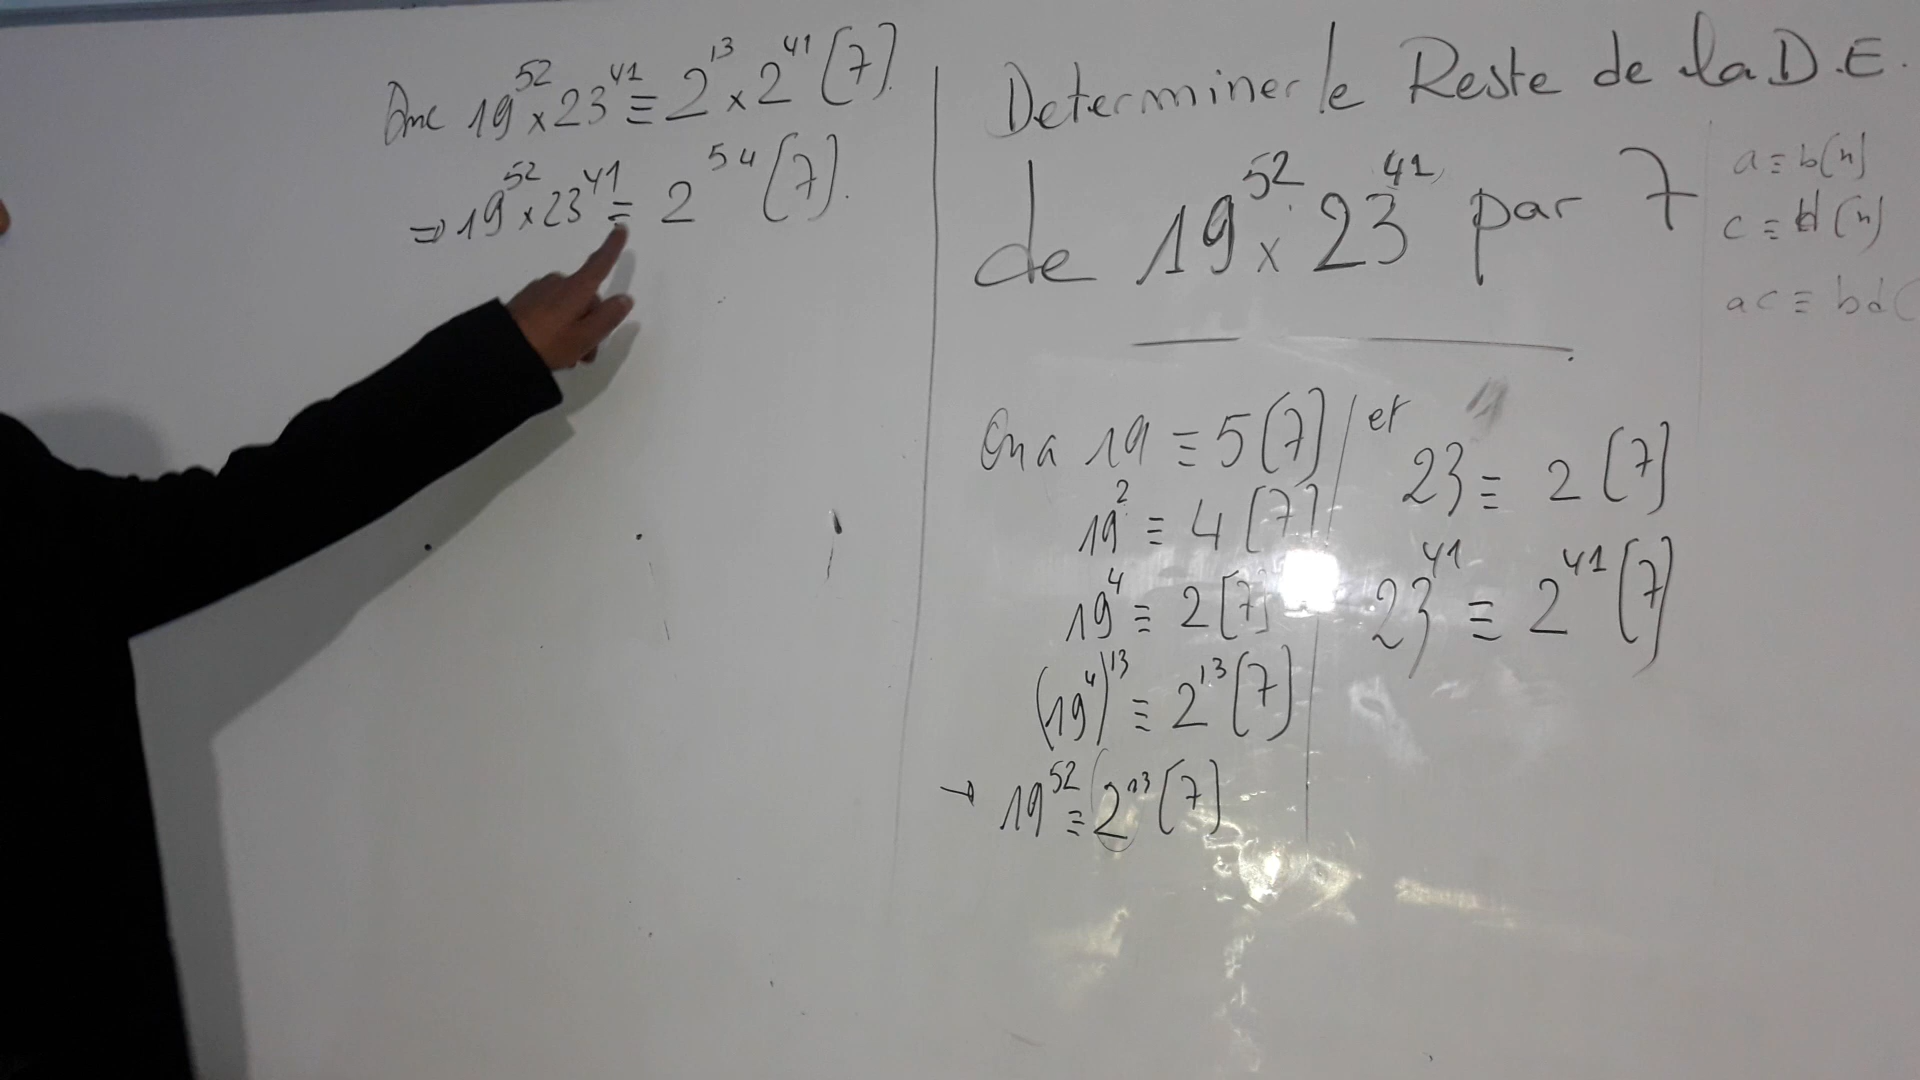 Determiner le Reste de la D.E.
de 19^52 × 23^41 par 7
a ≡ b[n]
c ≡ d[n]
ac ≡ bd[
On a 19 ≡ 5[7] / et
19^2 ≡ 4[7]
19^4 ≡ 2[7]
(19^4)^13 ≡ 2^13[7]
→ 19^52 ≡ 2^13[7]
23 ≡ 2[7]
23^41 ≡ 2^41[7]
Donc 19^52 × 23^41 ≡ 2^13 × 2^41[7].
⇒ 19^52 × 23^41 ≡ 2^54[7].